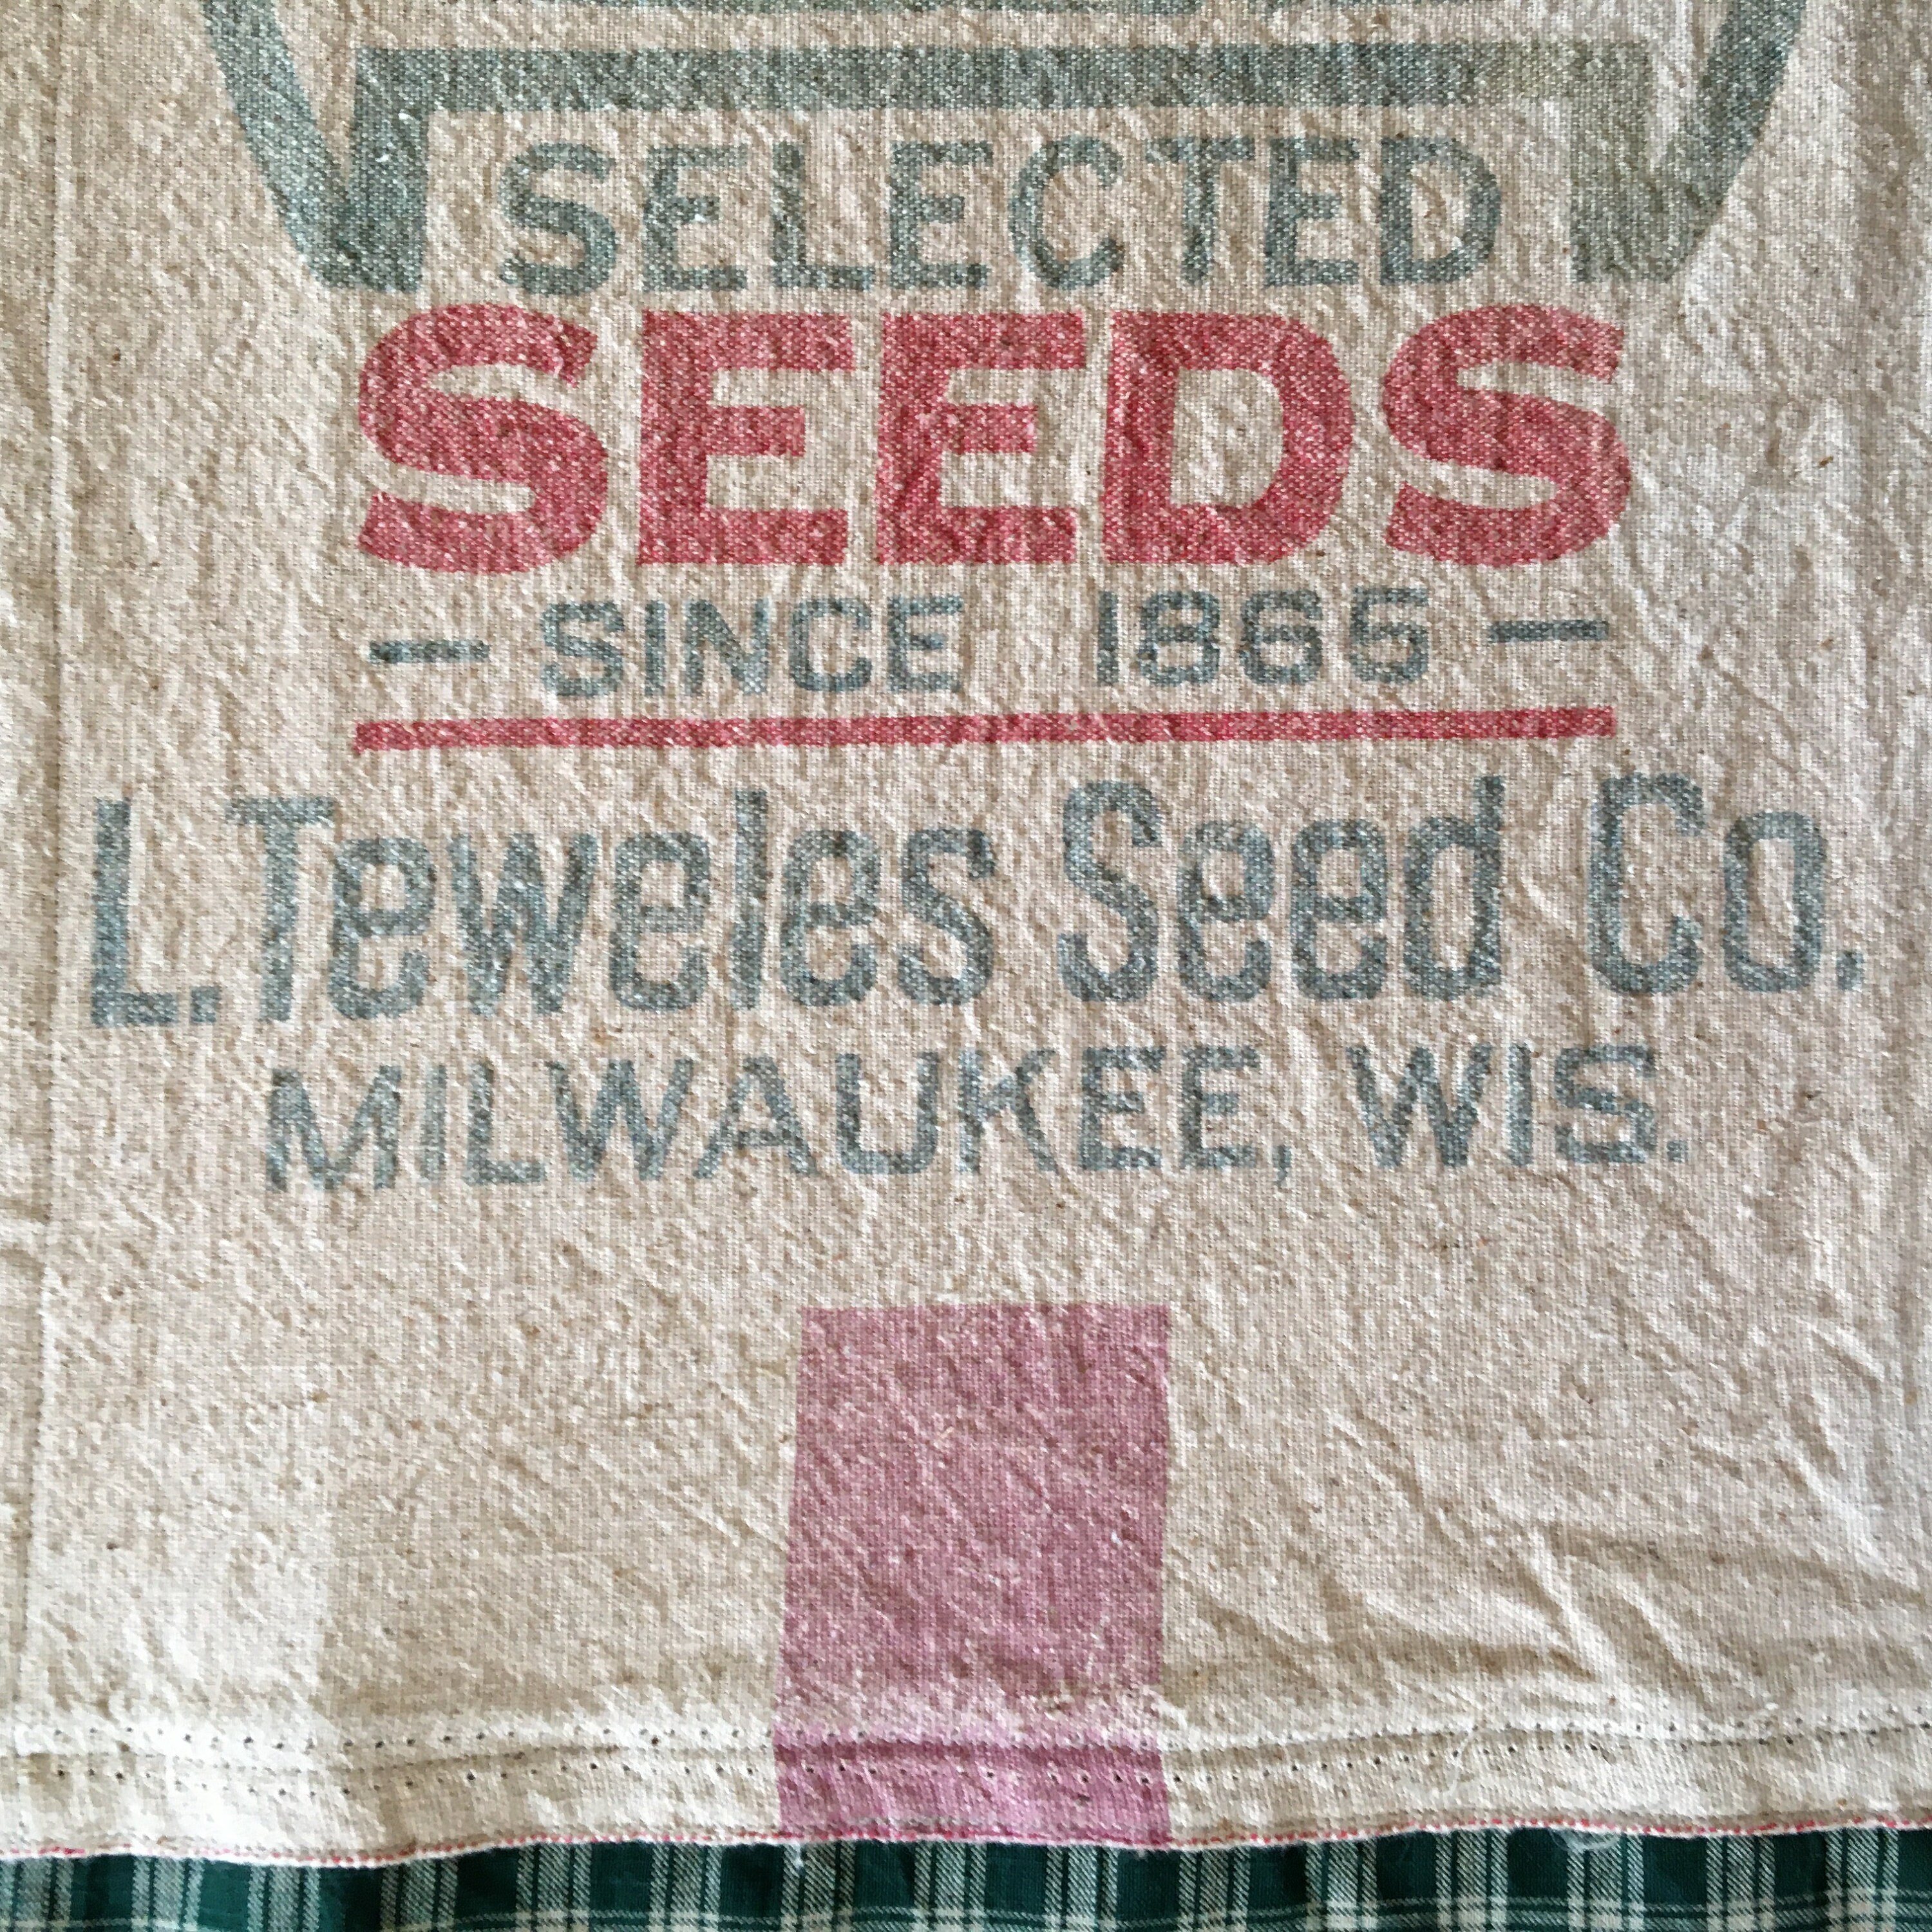 SELECTED
SEEDS
— SINCE 1865 —
L. Teweles Seed Co.
MILWAUKEE, WIS.